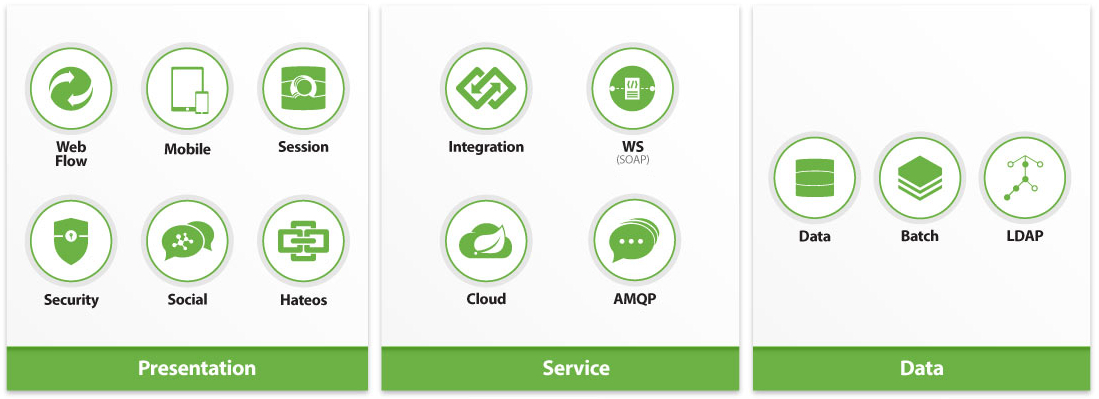 Web
Flow
Mobile
Session
Security
Social
Hateos
Presentation
Integration
WS
(SOAP)
Cloud
AMQP
Service
Data
Batch
LDAP
Data